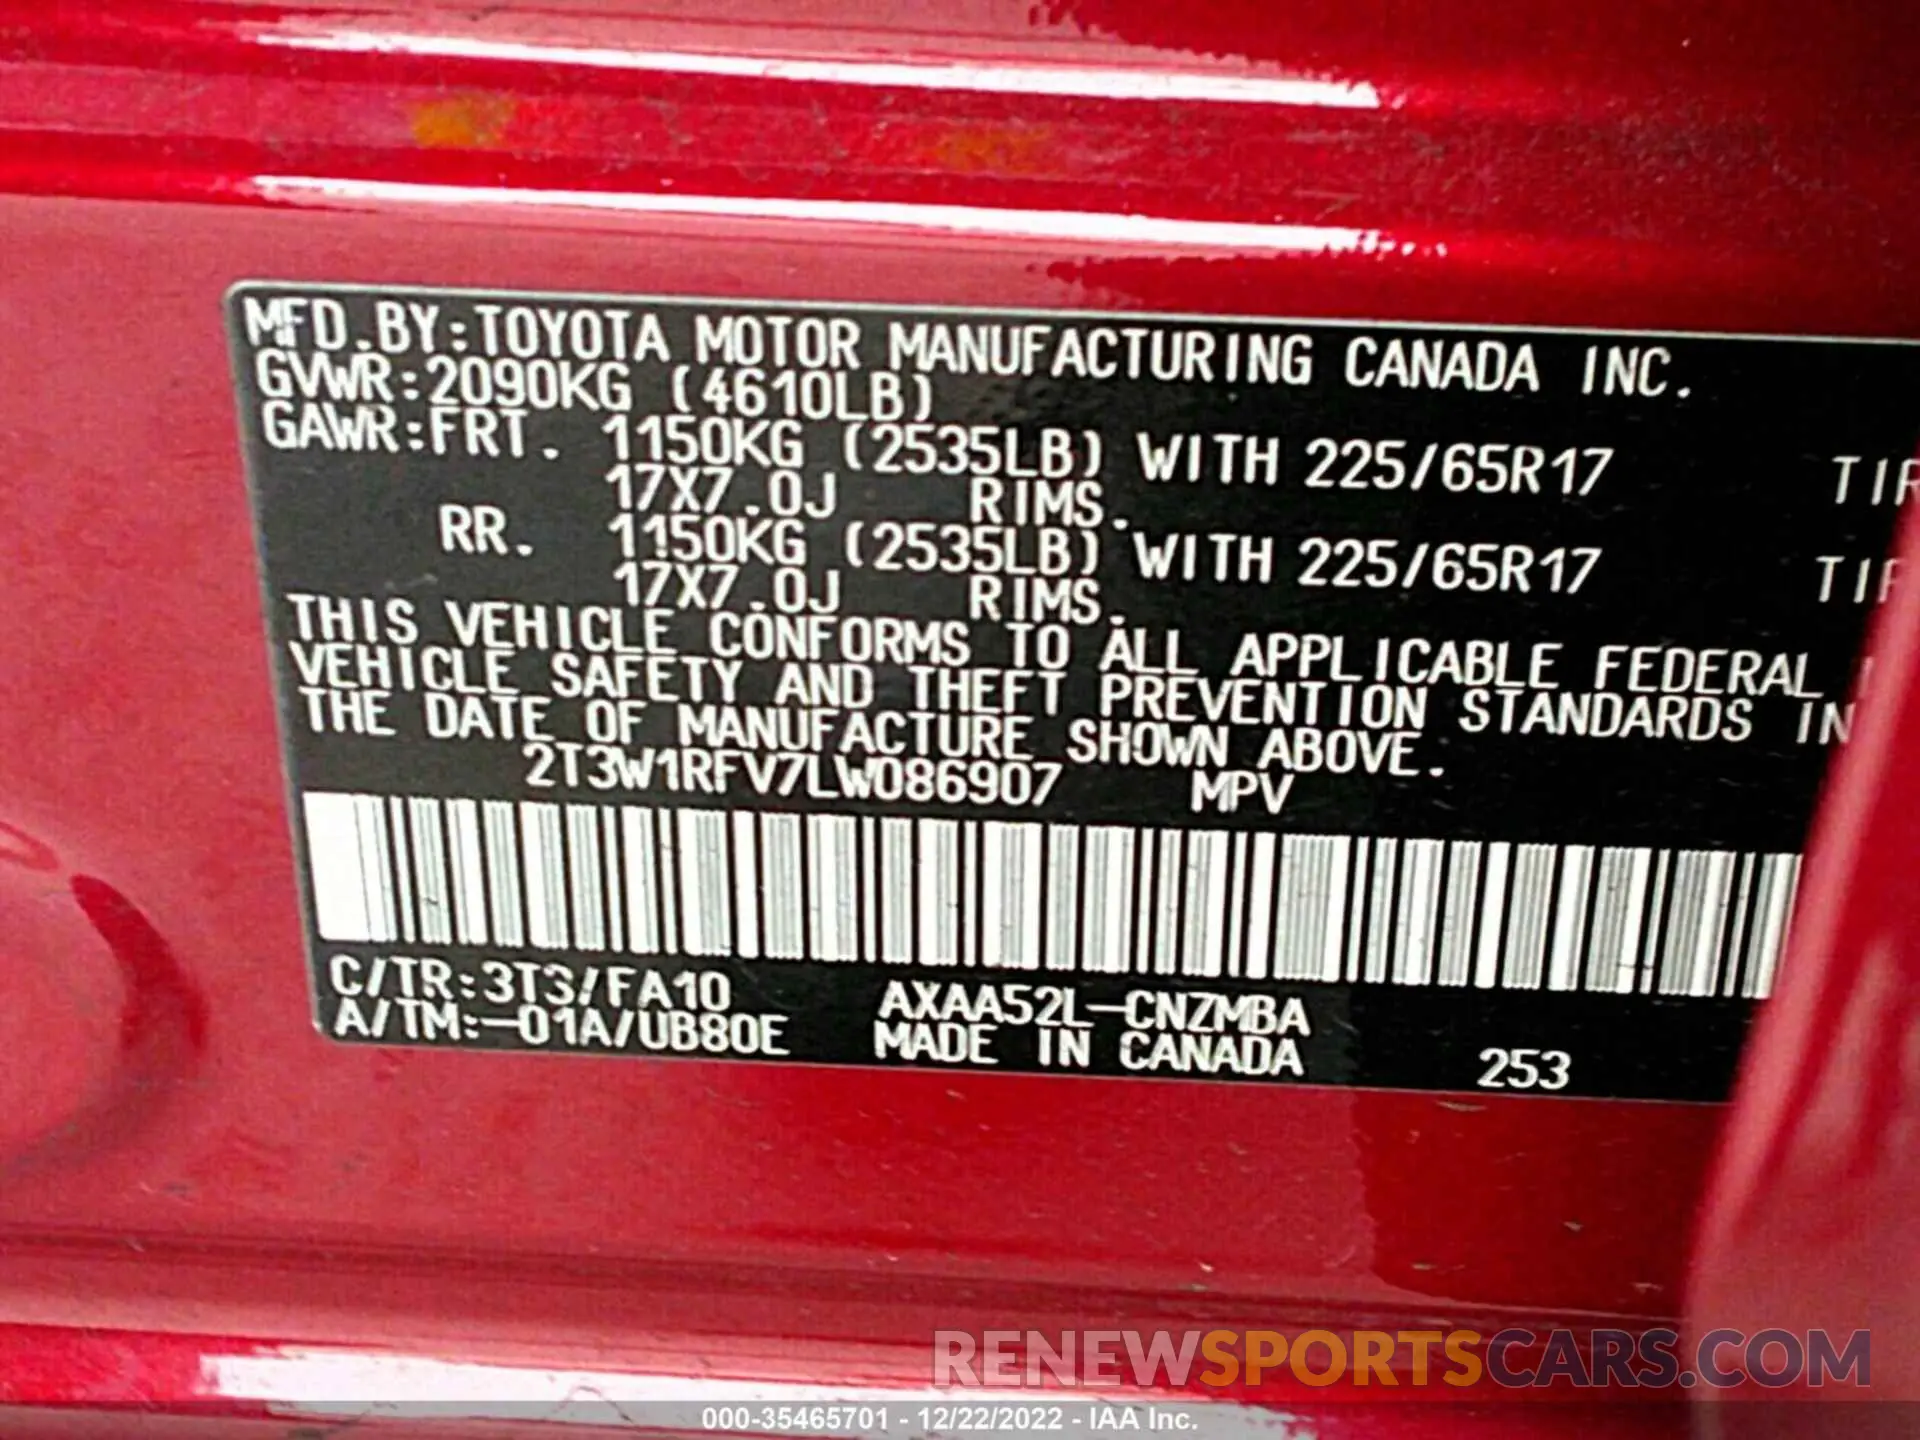 MFD.BY:TOYOTA MOTOR MANUFACTURING CANADA INC.
GVWR:2090KG (4610LB)
GAWR:FRT. 1150KG (2535LB) WITH 225/65R17 TIR
17X7.0J RIMS.
RR. 1150KG (2535LB) WITH 225/65R17 TIR
17X7.0J RIMS.
THIS VEHICLE CONFORMS TO ALL APPLICABLE FEDERAL
VEHICLE SAFETY AND THEFT PREVENTION STANDARDS IN
THE DATE OF MANUFACTURE SHOWN ABOVE.
2T3W1RFV7LW086907 MPV
C/TR:3T3/FA10 AXAA52L-CNZMBA
A/TM:-01A/UB80E MADE IN CANADA 253
RENEWSPORTSCARS.COM
000-35465701 - 12/22/2022 - IAA Inc.